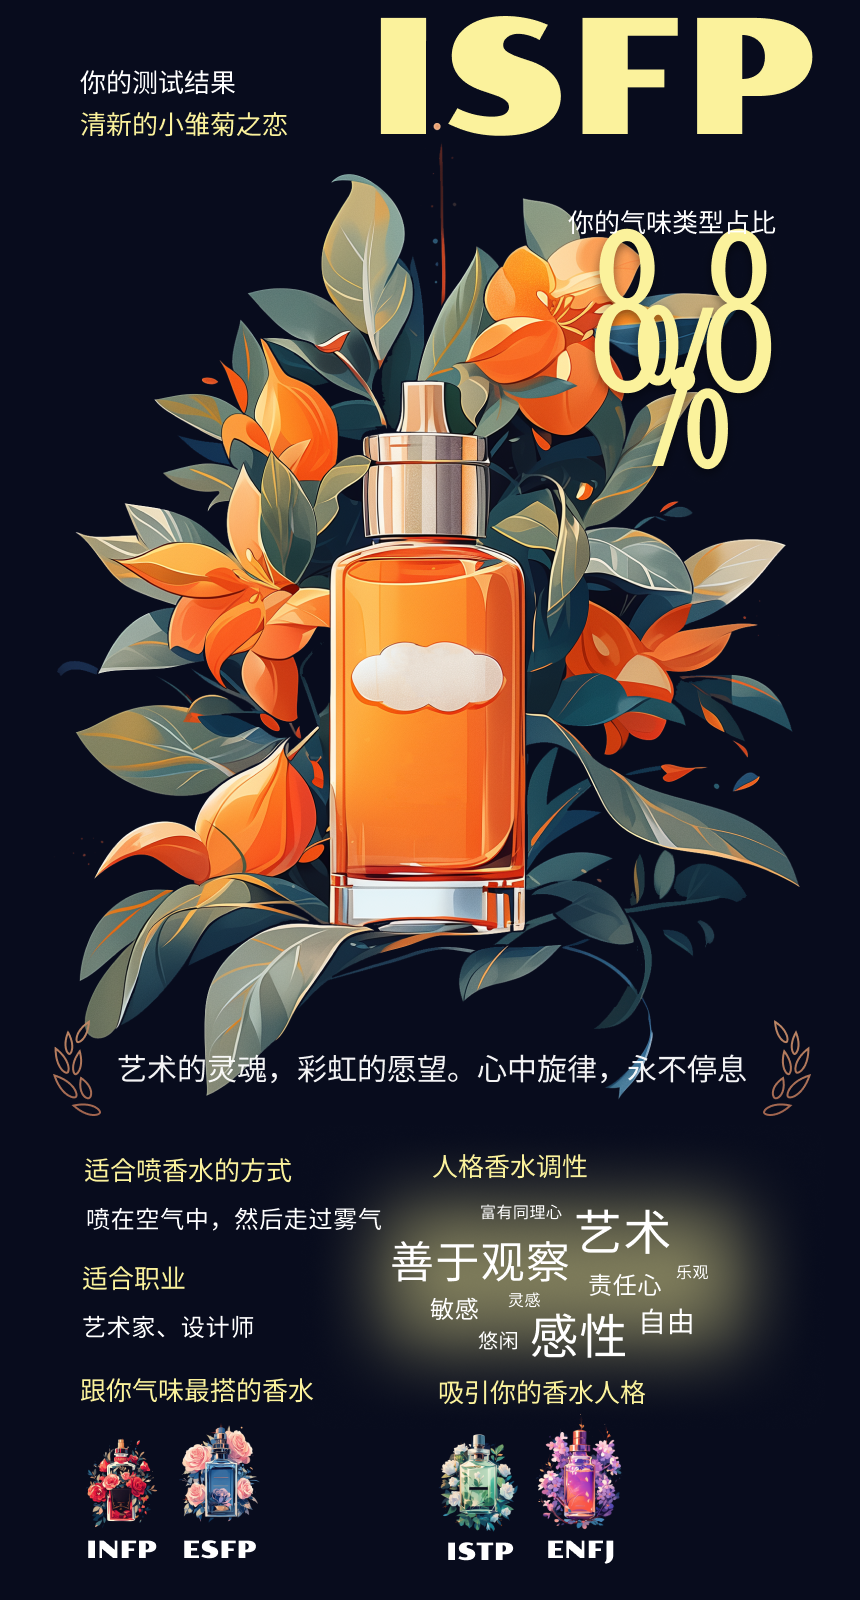 ISFP
你的测试结果
清新的小雏菊之恋
你的气味类型占比
8%8
%
艺术的灵魂，彩虹的愿望。心中旋律，永不停息
适合喷香水的方式
喷在空气中，然后走过雾气
适合职业
艺术家、设计师
人格香水调性
富有同理心
艺术
善于观察
乐观
责任心
灵感
敏感
自由
感性
悠闲
跟你气味最搭的香水
INFP
ESFP
吸引你的香水人格
ISTP
ENFJ